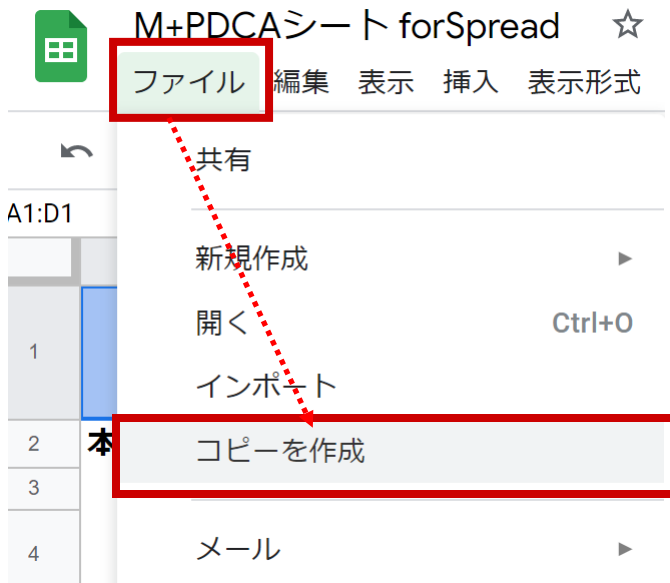 M+PDCAシート forSpread
ファイル 編集 表示 挿入 表示形式
共有
A1:D1
新規作成
1 開く Ctrl+O
インポート
2 本 コピーを作成
3
4 メール